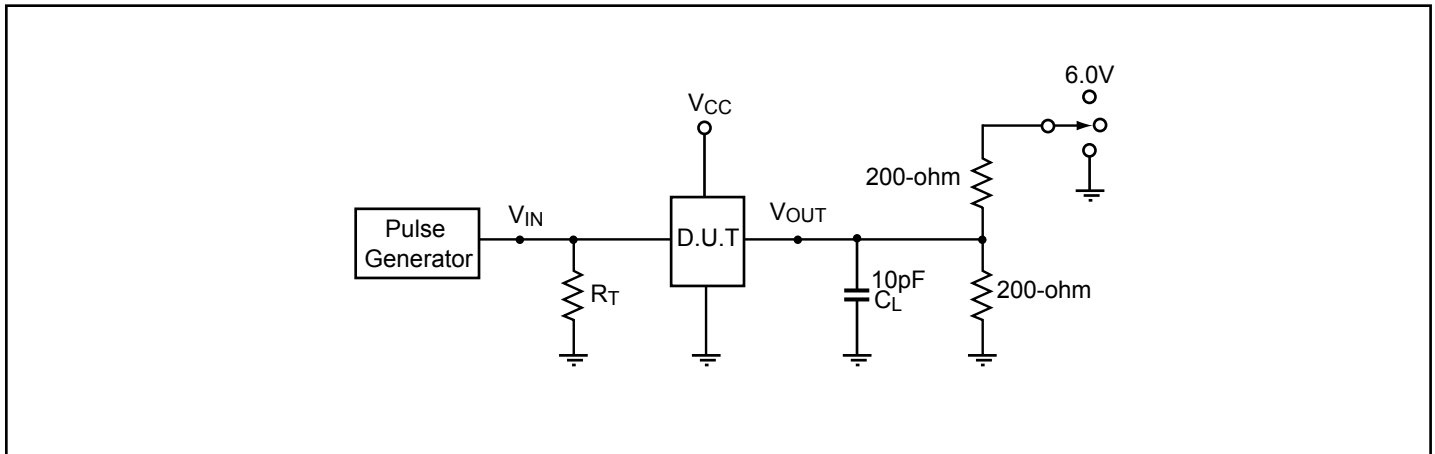 6.0V
VCC
200-ohm
Pulse
Generator
VIN
D.U.T
VOUT
RT
10pF
CL
200-ohm